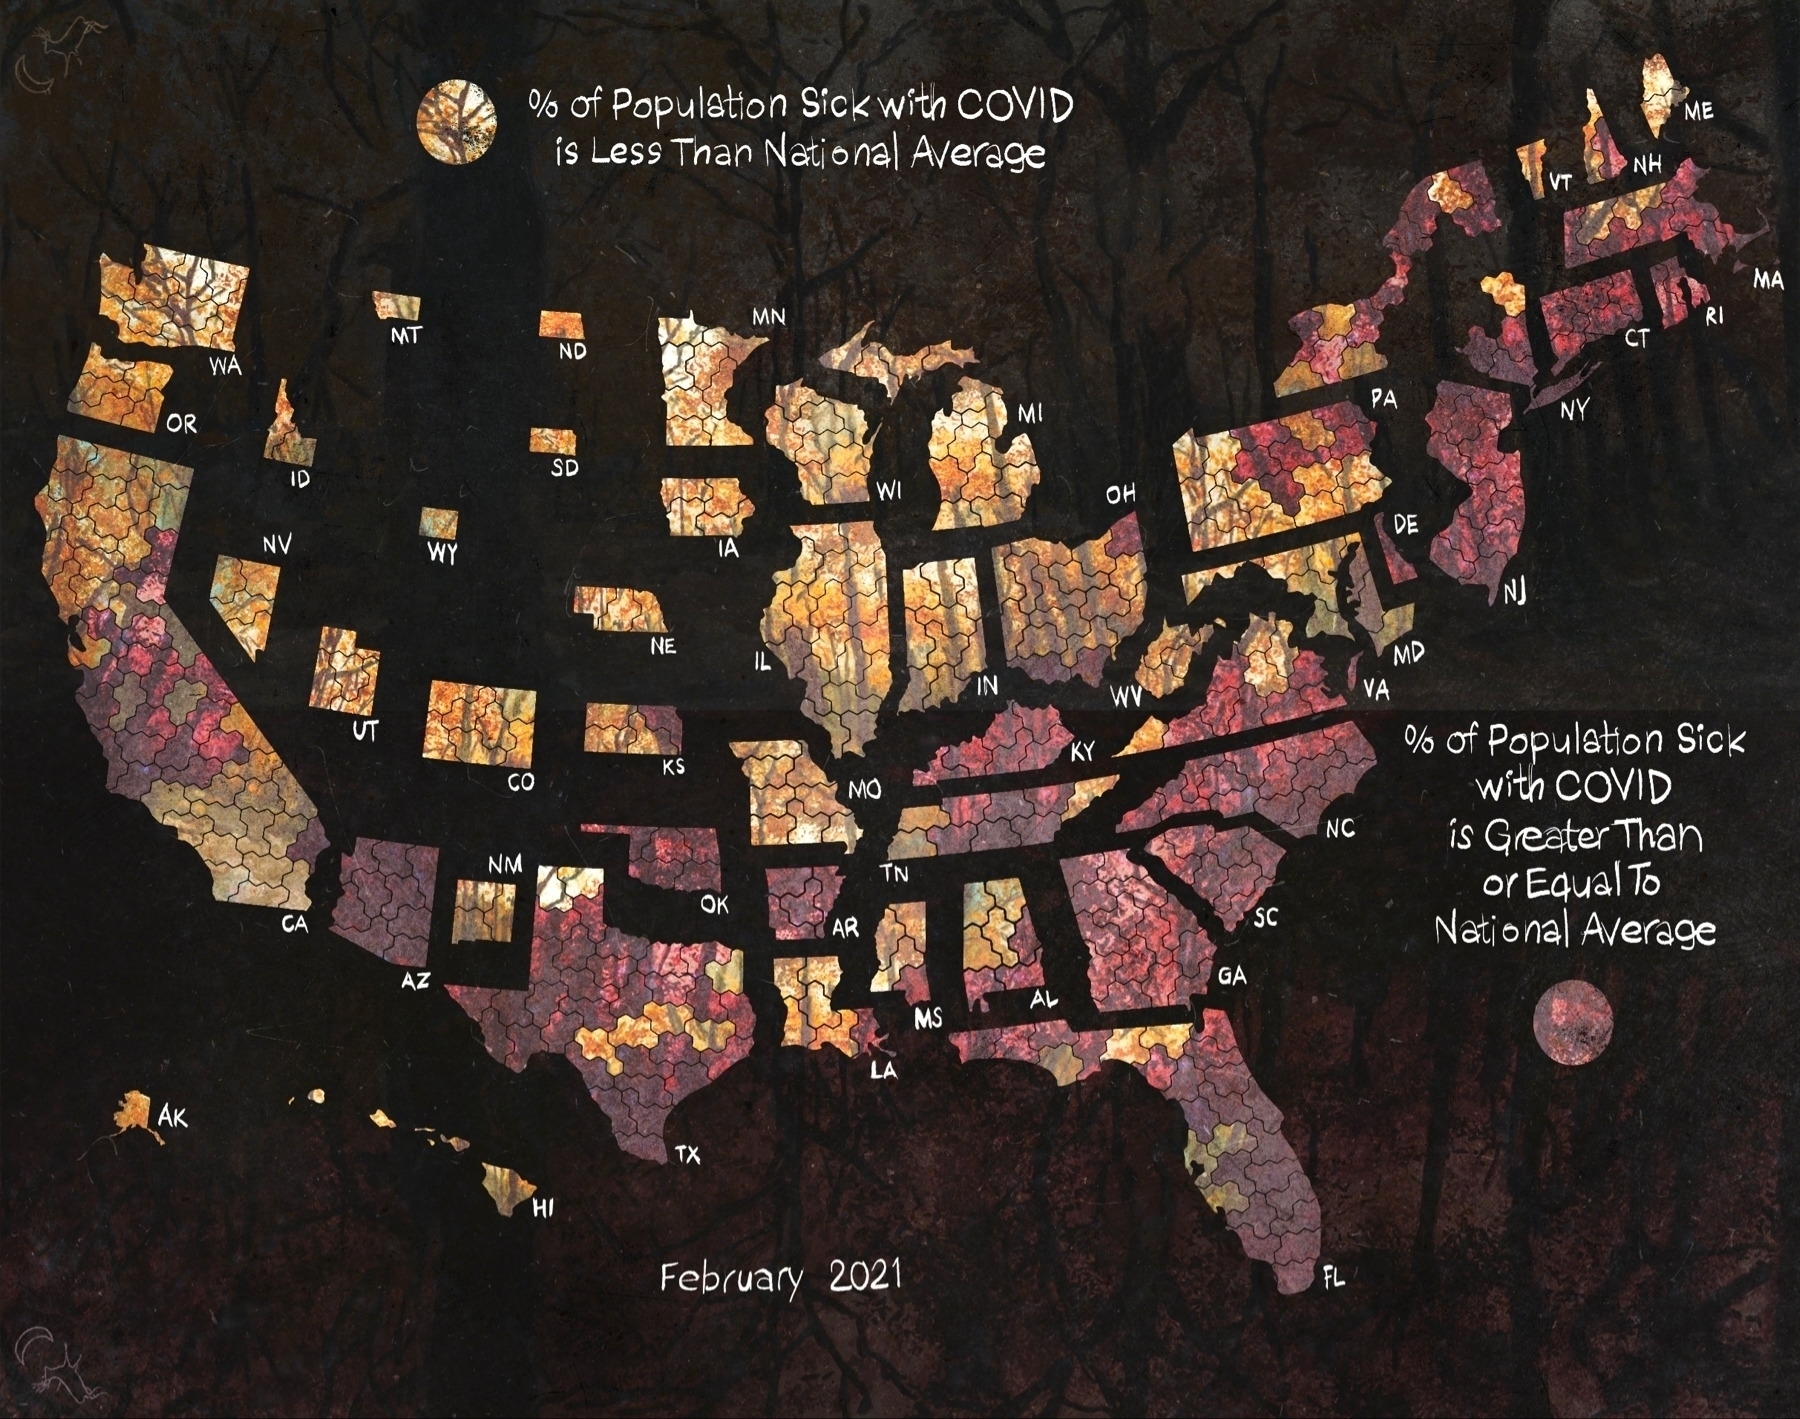 % of Population Sick with COVID
is Less Than National Average
ME
VT
NH
MA
RI
CT
NY
PA
MN
MT
ND
WA
OR
ID
SD
MI
WI
OH
DE
NJ
NV
WY
IA
NE
IL
IN
WV
MD
VA
UT
CO
KS
MO
KY
% of Population Sick
with COVID
is Greater Than
or Equal To
National Average
NC
TN
NM
CA
OK
AR
SC
AZ
GA
AL
MS
LA
AK
TX
HI
FL
February 2021